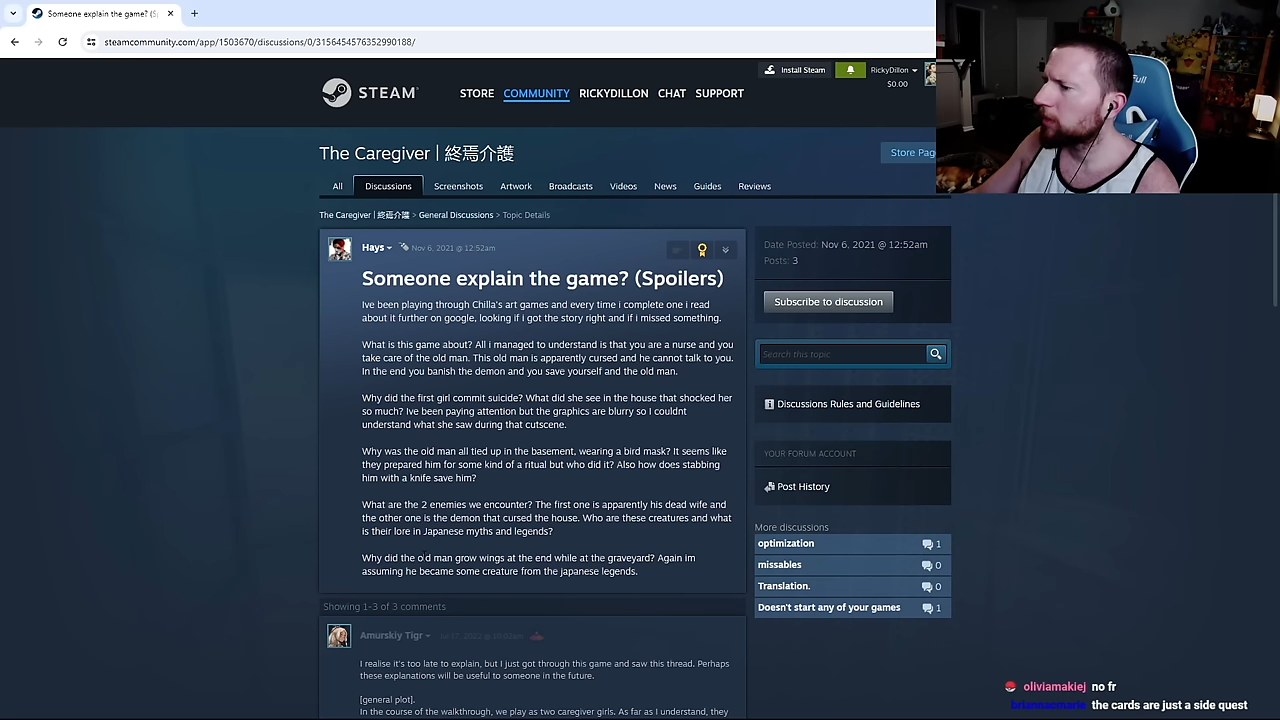 Someone explain the game? (Sp
steamcommunity.com/app/1503670/discussions/0/3156454576352990188/
Install Steam
RickyDillon
$0.00
STEAM
STORE
COMMUNITY
RICKYDILLON
CHAT
SUPPORT
The Caregiver | 終焉介護
Store Pag
All
Discussions
Screenshots
Artwork
Broadcasts
Videos
News
Guides
Reviews
The Caregiver | 終焉介護 > General Discussions > Topic Details
Hays
Nov 6, 2021 @ 12:52am
Someone explain the game? (Spoilers)
Ive been playing through Chilla's art games and every time i complete one i read
about it further on google, looking if i got the story right and if i missed something.
What is this game about? All i managed to understand is that you are a nurse and you
take care of the old man. This old man is apparently cursed and he cannot talk to you.
In the end you banish the demon and you save yourself and the old man.
Why did the first girl commit suicide? What did she see in the house that shocked her
so much? Ive been paying attention but the graphics are blurry so I couldnt
understand what she saw during that cutscene.
Why was the old man all tied up in the basement, wearing a bird mask? It seems like
they prepared him for some kind of a ritual but who did it? Also how does stabbing
him with a knife save him?
What are the 2 enemies we encounter? The first one is apparently his dead wife and
the other one is the demon that cursed the house. Who are these creatures and what
is their lore in Japanese myths and legends?
Why did the old man grow wings at the end while at the graveyard? Again im
assuming he became some creature from the japanese legends.
Showing 1-3 of 3 comments
Amurskiy Tigr
I realise it's too late to explain, but I just got through this game and saw this thread. Perhaps
these explanations will be useful to someone in the future.
[general plot].
In the course of the walkthrough, we play as two caregiver girls. As far as I understand, they
Date Posted: Nov 6, 2021 @ 12:52am
Posts: 3
Subscribe to discussion
Search this topic
Discussions Rules and Guidelines
YOUR FORUM ACCOUNT
Post History
More discussions
optimization 1
missables 0
Translation. 0
Doesn't start any of your games 1
Full
oliviamakiej no fr
the cards are just a side quest